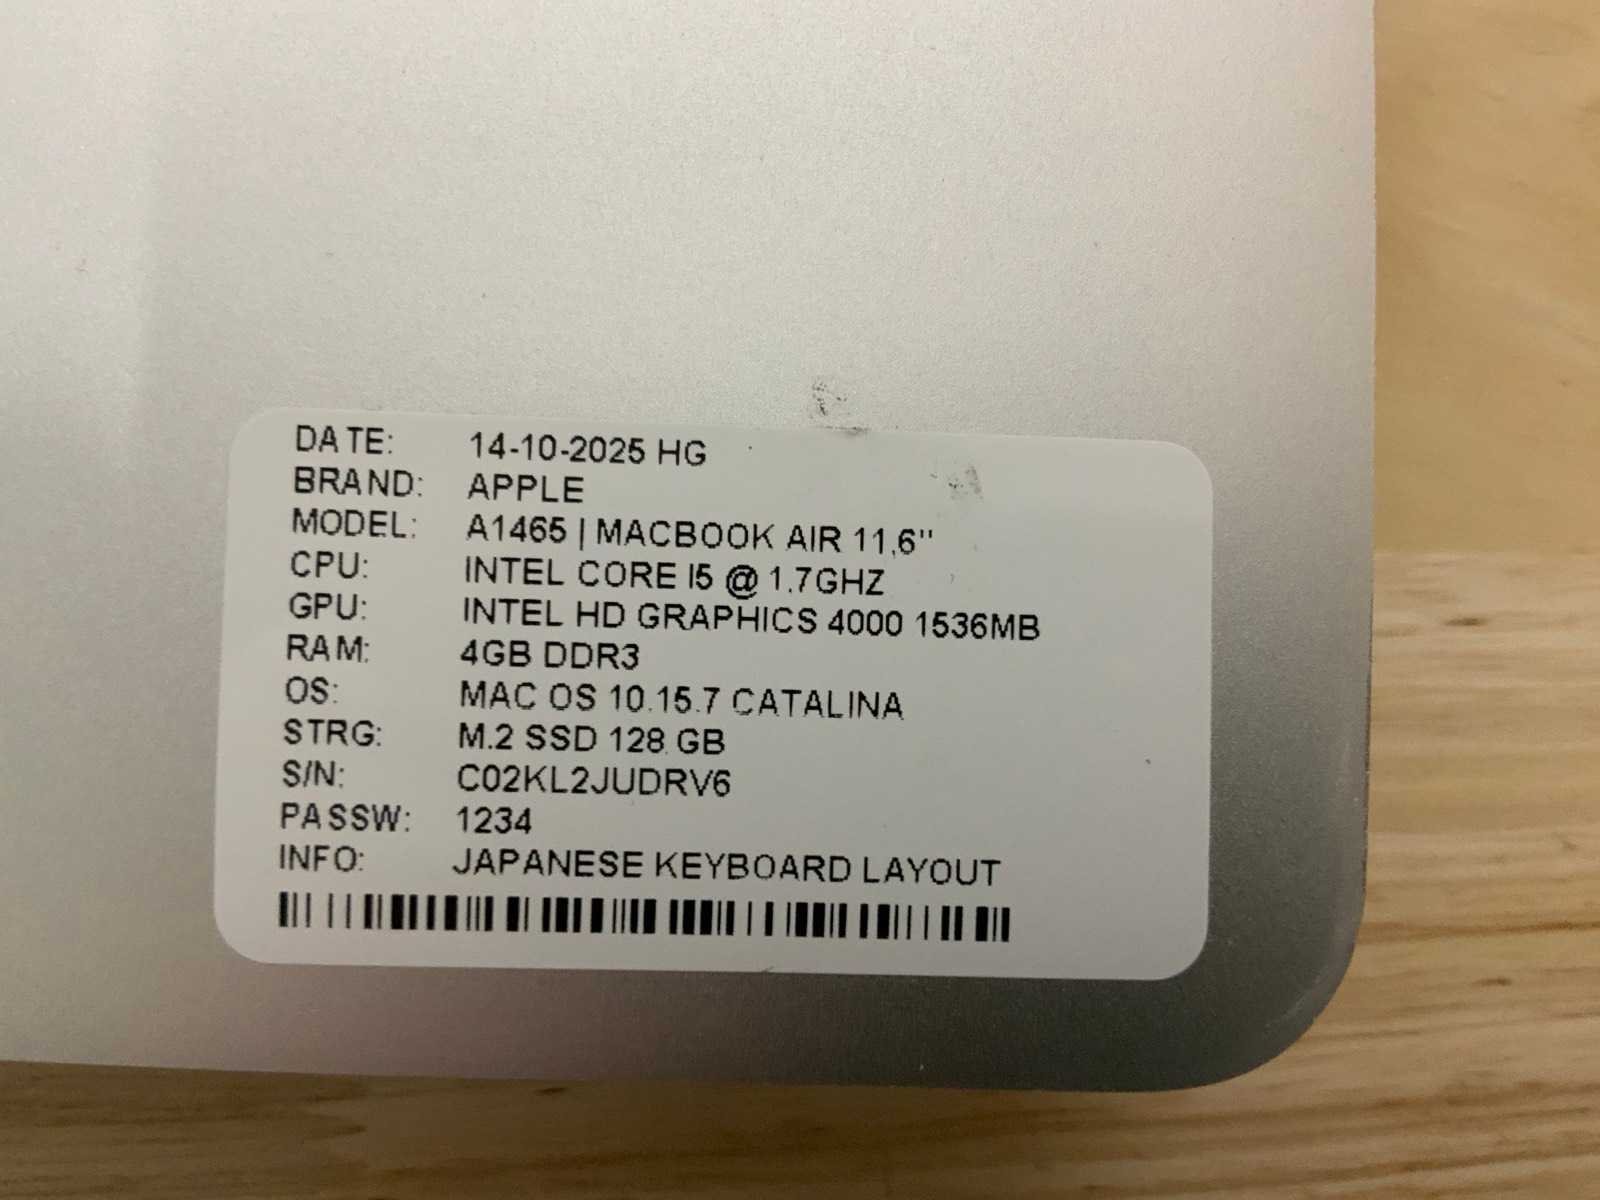 DATE: 14-10-2025 HG
BRAND: APPLE
MODEL: A1465 | MACBOOK AIR 11,6"
CPU: INTEL CORE I5 @ 1.7GHZ
GPU: INTEL HD GRAPHICS 4000 1536MB
RAM: 4GB DDR3
OS: MAC OS 10.15.7 CATALINA
STRG: M.2 SSD 128 GB
S/N: C02KL2JUDRV6
PASSW: 1234
INFO: JAPANESE KEYBOARD LAYOUT